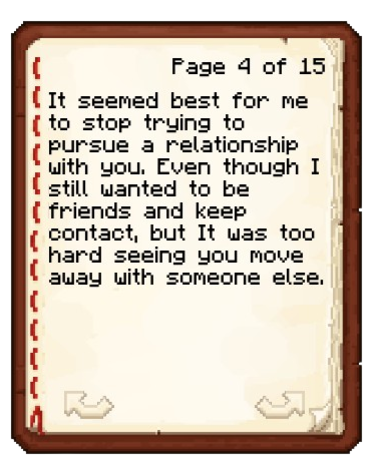 Page 4 of 15
It seemed best for me
to stop trying to
pursue a relationship
with you. Even though I
still wanted to be
friends and keep
contact, but It was too
hard seeing you move
away with someone else.